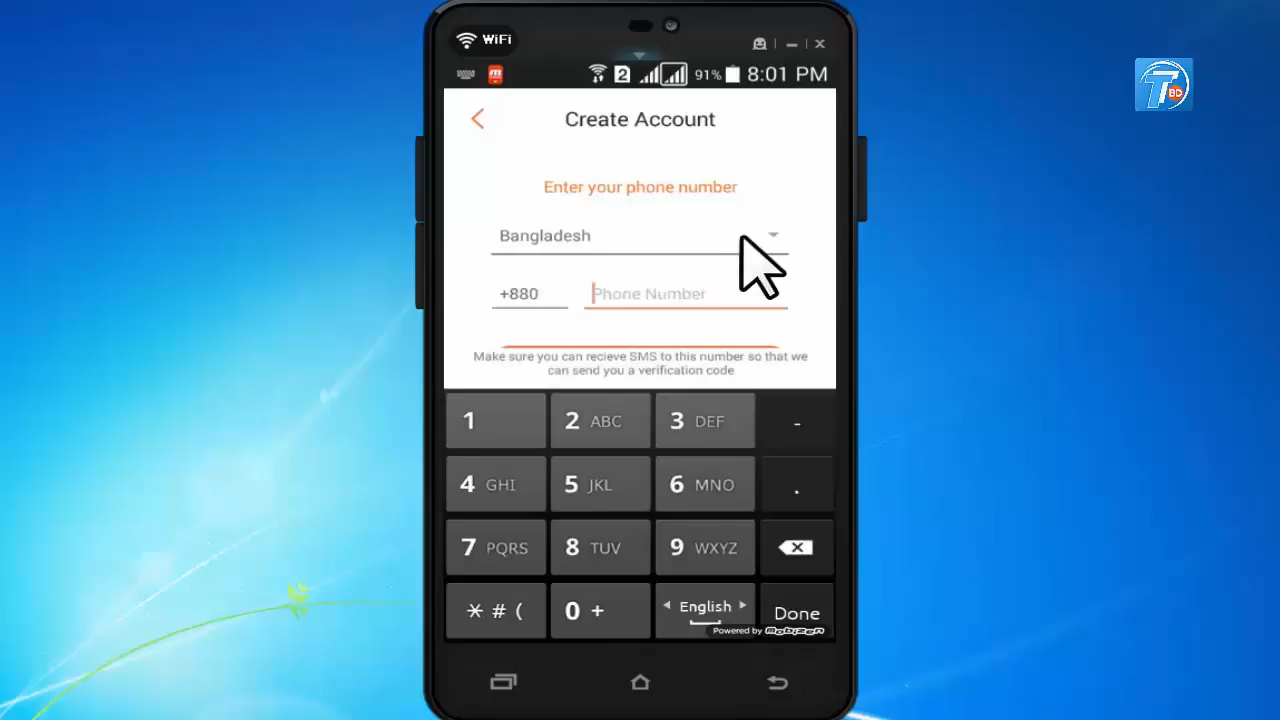 WiFi
2 91% 8:01 PM
T BD
Create Account
Enter your phone number
Bangladesh
+880 Phone Number
Make sure you can recieve SMS to this number so that we
can send you a verification code
1 2 ABC 3 DEF -
4 GHI 5 JKL 6 MNO .
7 PQRS 8 TUV 9 WXYZ
* # ( 0 + English Done
Powered by Mobizen